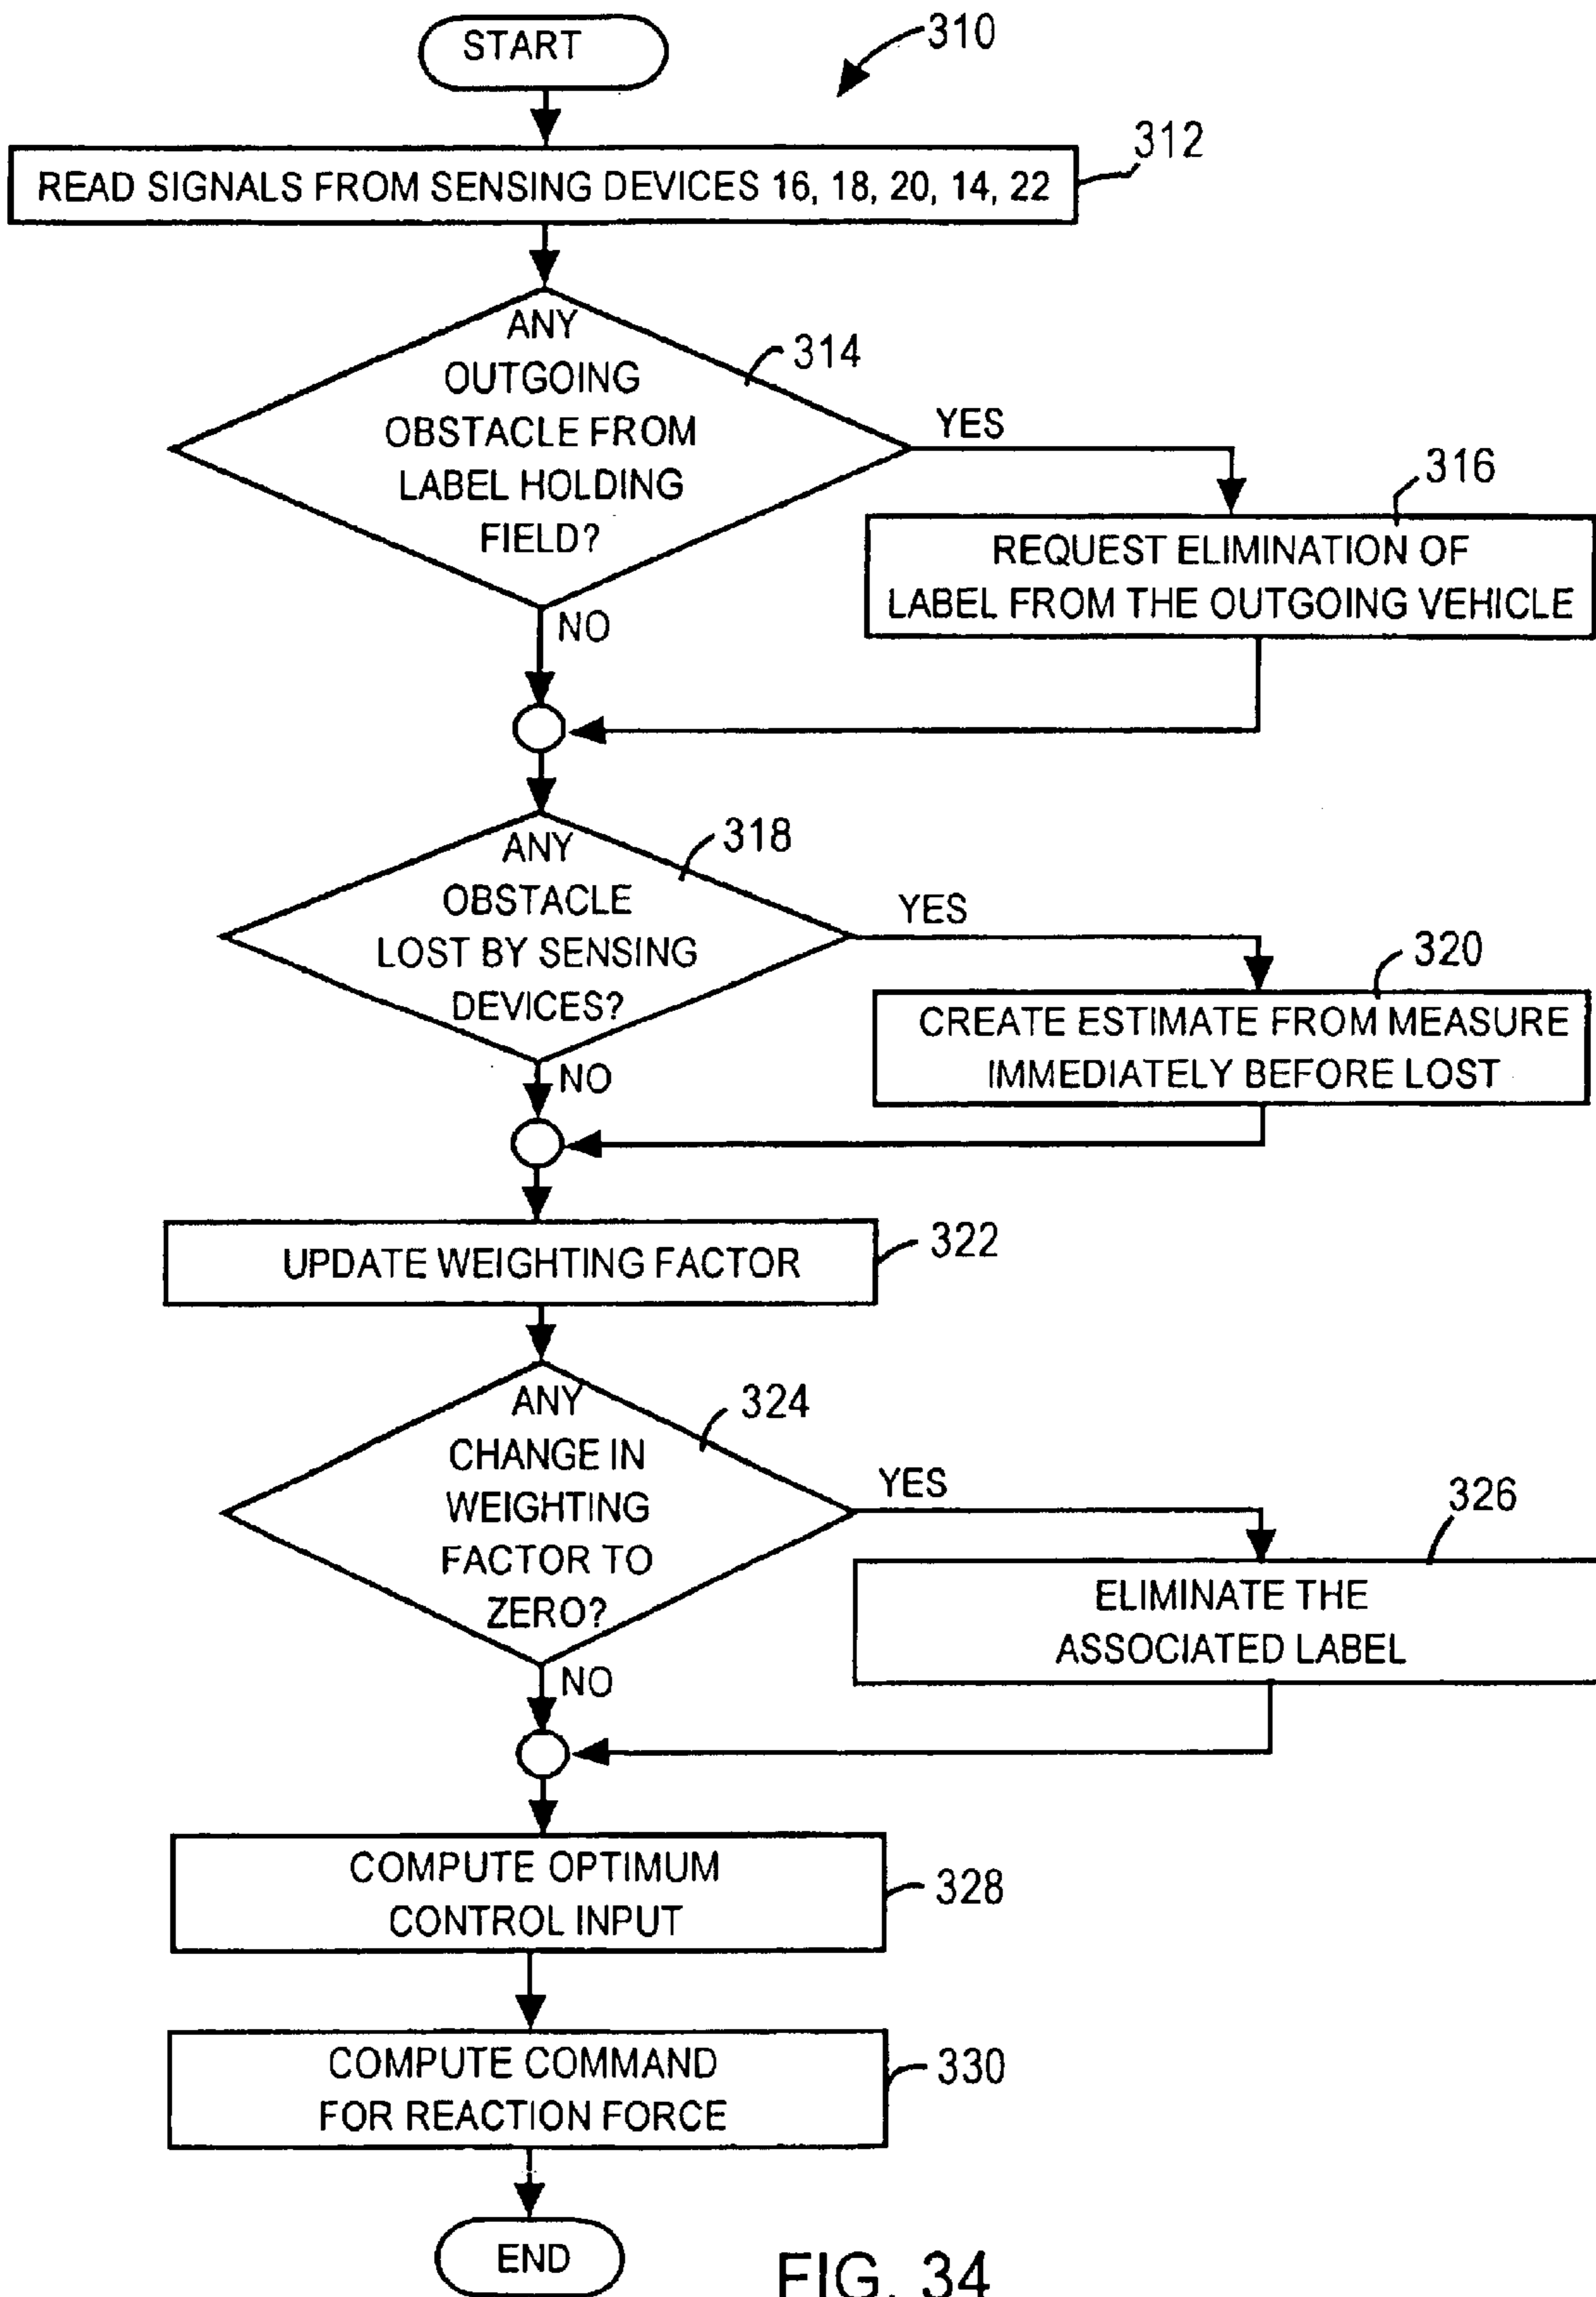 START
310
312
READ SIGNALS FROM SENSING DEVICES 16, 18, 20, 14, 22
ANY
OUTGOING
OBSTACLE FROM
LABEL HOLDING
FIELD?
314
YES
316
REQUEST ELIMINATION OF
LABEL FROM THE OUTGOING VEHICLE
NO
ANY
OBSTACLE
LOST BY SENSING
DEVICES?
318
YES
320
CREATE ESTIMATE FROM MEASURE
IMMEDIATELY BEFORE LOST
NO
UPDATE WEIGHTING FACTOR
322
ANY
CHANGE IN
WEIGHTING
FACTOR TO
ZERO?
324
YES
326
ELIMINATE THE
ASSOCIATED LABEL
NO
COMPUTE OPTIMUM
CONTROL INPUT
328
COMPUTE COMMAND
FOR REACTION FORCE
330
END
FIG. 34